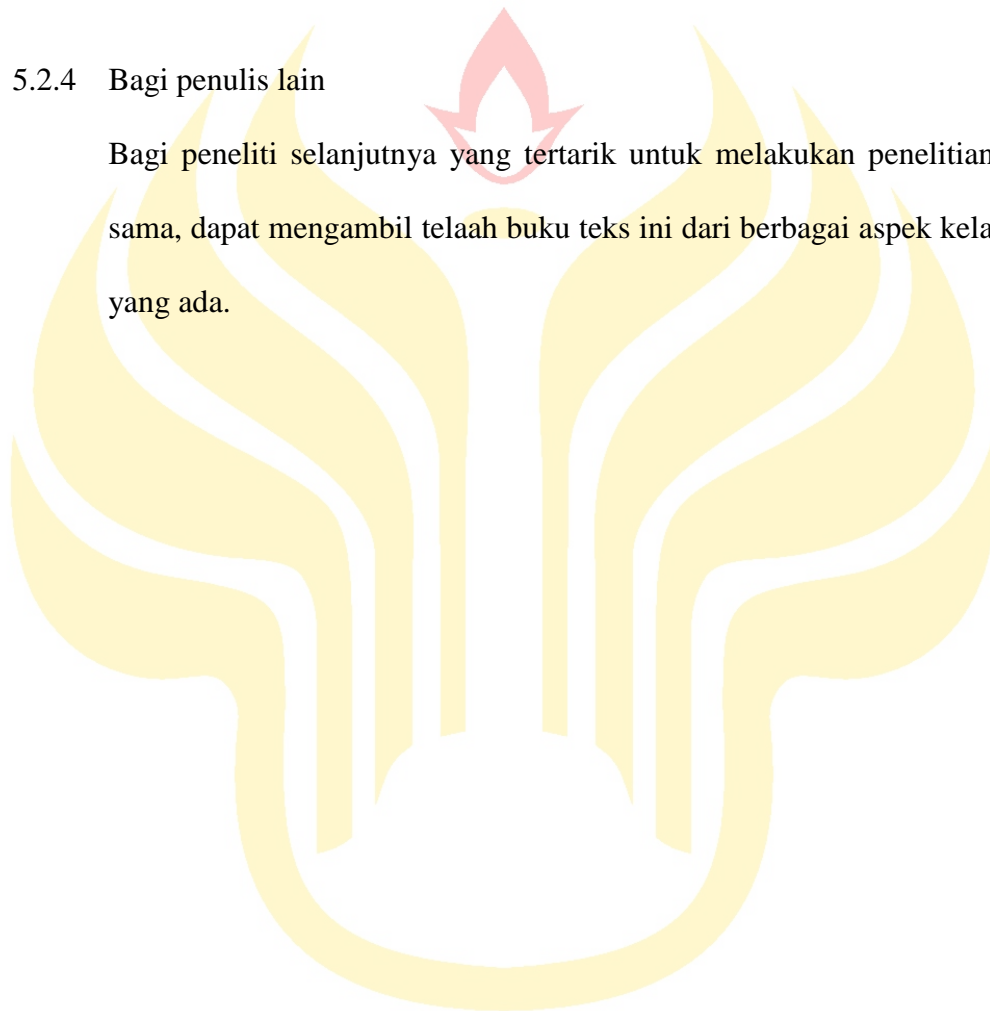 5.2.4 Bagi penulis lain
Bagi peneliti selanjutnya yang tertarik untuk melakukan penelitian
sama, dapat mengambil telaah buku teks ini dari berbagai aspek
yang ada.